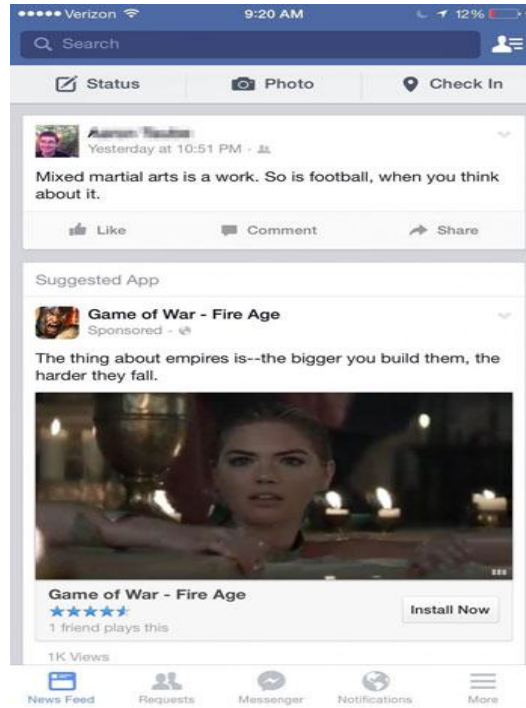 Verizon 9:20 AM 12%
Search
Status Photo Check In
Yesterday at 10:51 PM
Mixed martial arts is a work. So is football, when you think
about it.
Like Comment Share
Suggested App
Game of War - Fire Age
Sponsored
The thing about empires is--the bigger you build them, the
harder they fall.
Game of War - Fire Age
Install Now
1 friend plays this
1K Views
News Feed Requests Messenger Notifications More